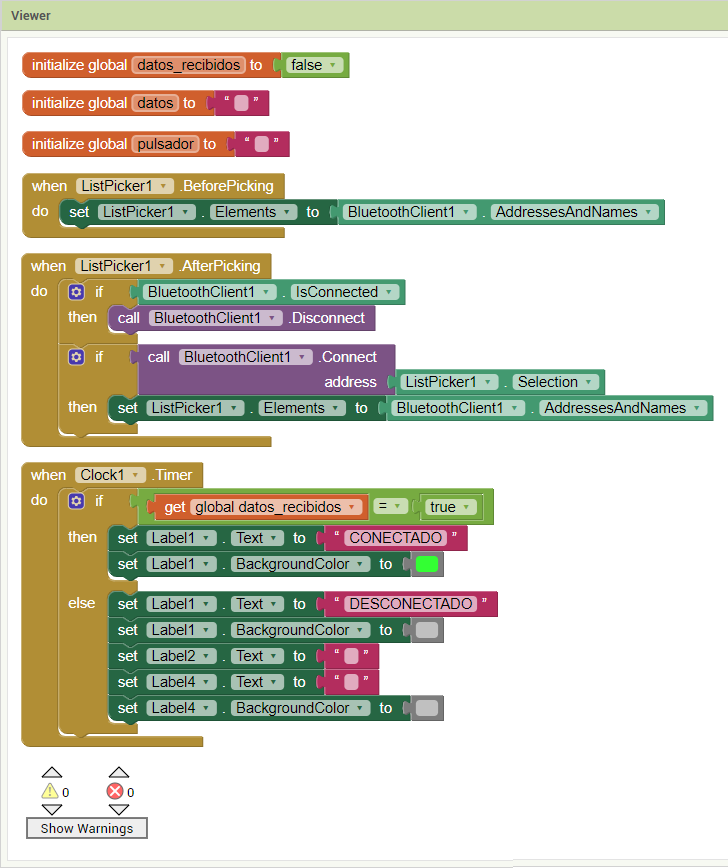 Viewer
initialize global datos_recibidos to false
initialize global datos to “ ”
initialize global pulsador to “ ”
when ListPicker1 .BeforePicking
do set ListPicker1 . Elements to BluetoothClient1 . AddressesAndNames
when ListPicker1 .AfterPicking
do if BluetoothClient1 . IsConnected
then call BluetoothClient1 .Disconnect
if call BluetoothClient1 .Connect
address ListPicker1 . Selection
then set ListPicker1 . Elements to BluetoothClient1 . AddressesAndNames
when Clock1 .Timer
do if get global datos_recibidos = true
then set Label1 . Text to “ CONECTADO ”
set Label1 . BackgroundColor to
else set Label1 . Text to “ DESCONECTADO ”
set Label1 . BackgroundColor to
set Label2 . Text to “ ”
set Label4 . Text to “ ”
set Label4 . BackgroundColor to
0 0
Show Warnings